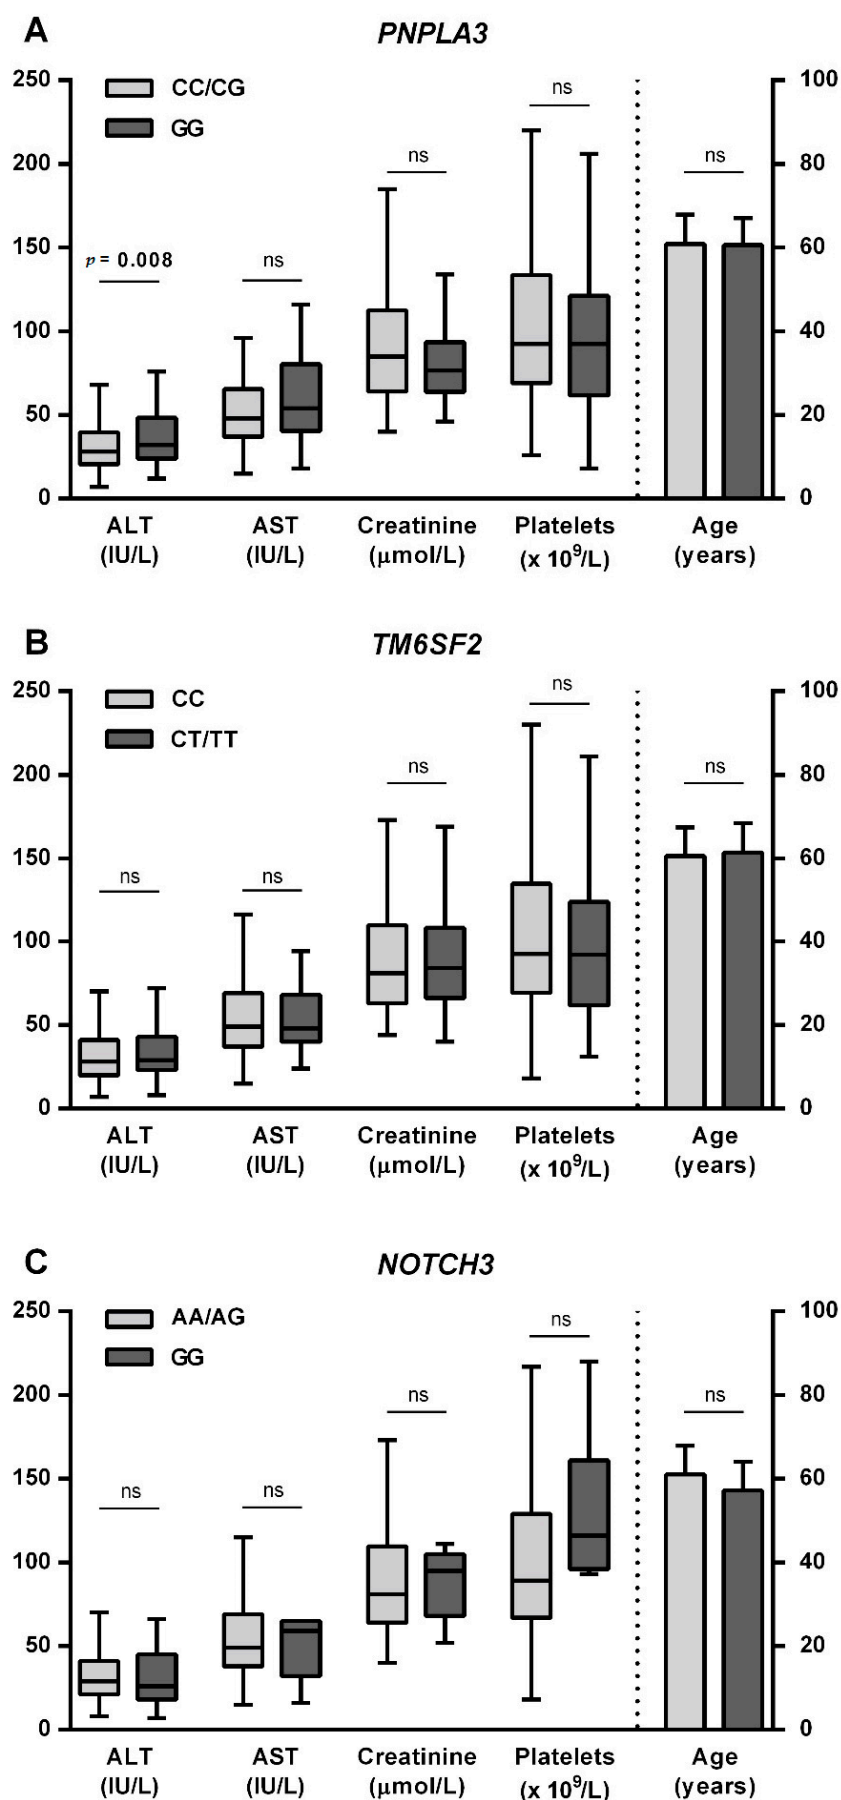 A
PNPLA3
250
200
150
100
50
0
CC/CG
GG
p = 0.008
ns
ns
ns
ns
100
80
60
40
20
0
ALT AST Creatinine Platelets Age
(IU/L) (IU/L) (μmol/L) (x 10⁹/L) (years)
B
TM6SF2
250
200
150
100
50
0
CC
CT/TT
ns
ns
ns
ns
ns
100
80
60
40
20
0
ALT AST Creatinine Platelets Age
(IU/L) (IU/L) (μmol/L) (x 10⁹/L) (years)
C
NOTCH3
250
200
150
100
50
0
AA/AG
GG
ns
ns
ns
ns
ns
100
80
60
40
20
0
ALT AST Creatinine Platelets Age
(IU/L) (IU/L) (μmol/L) (x 10⁹/L) (years)